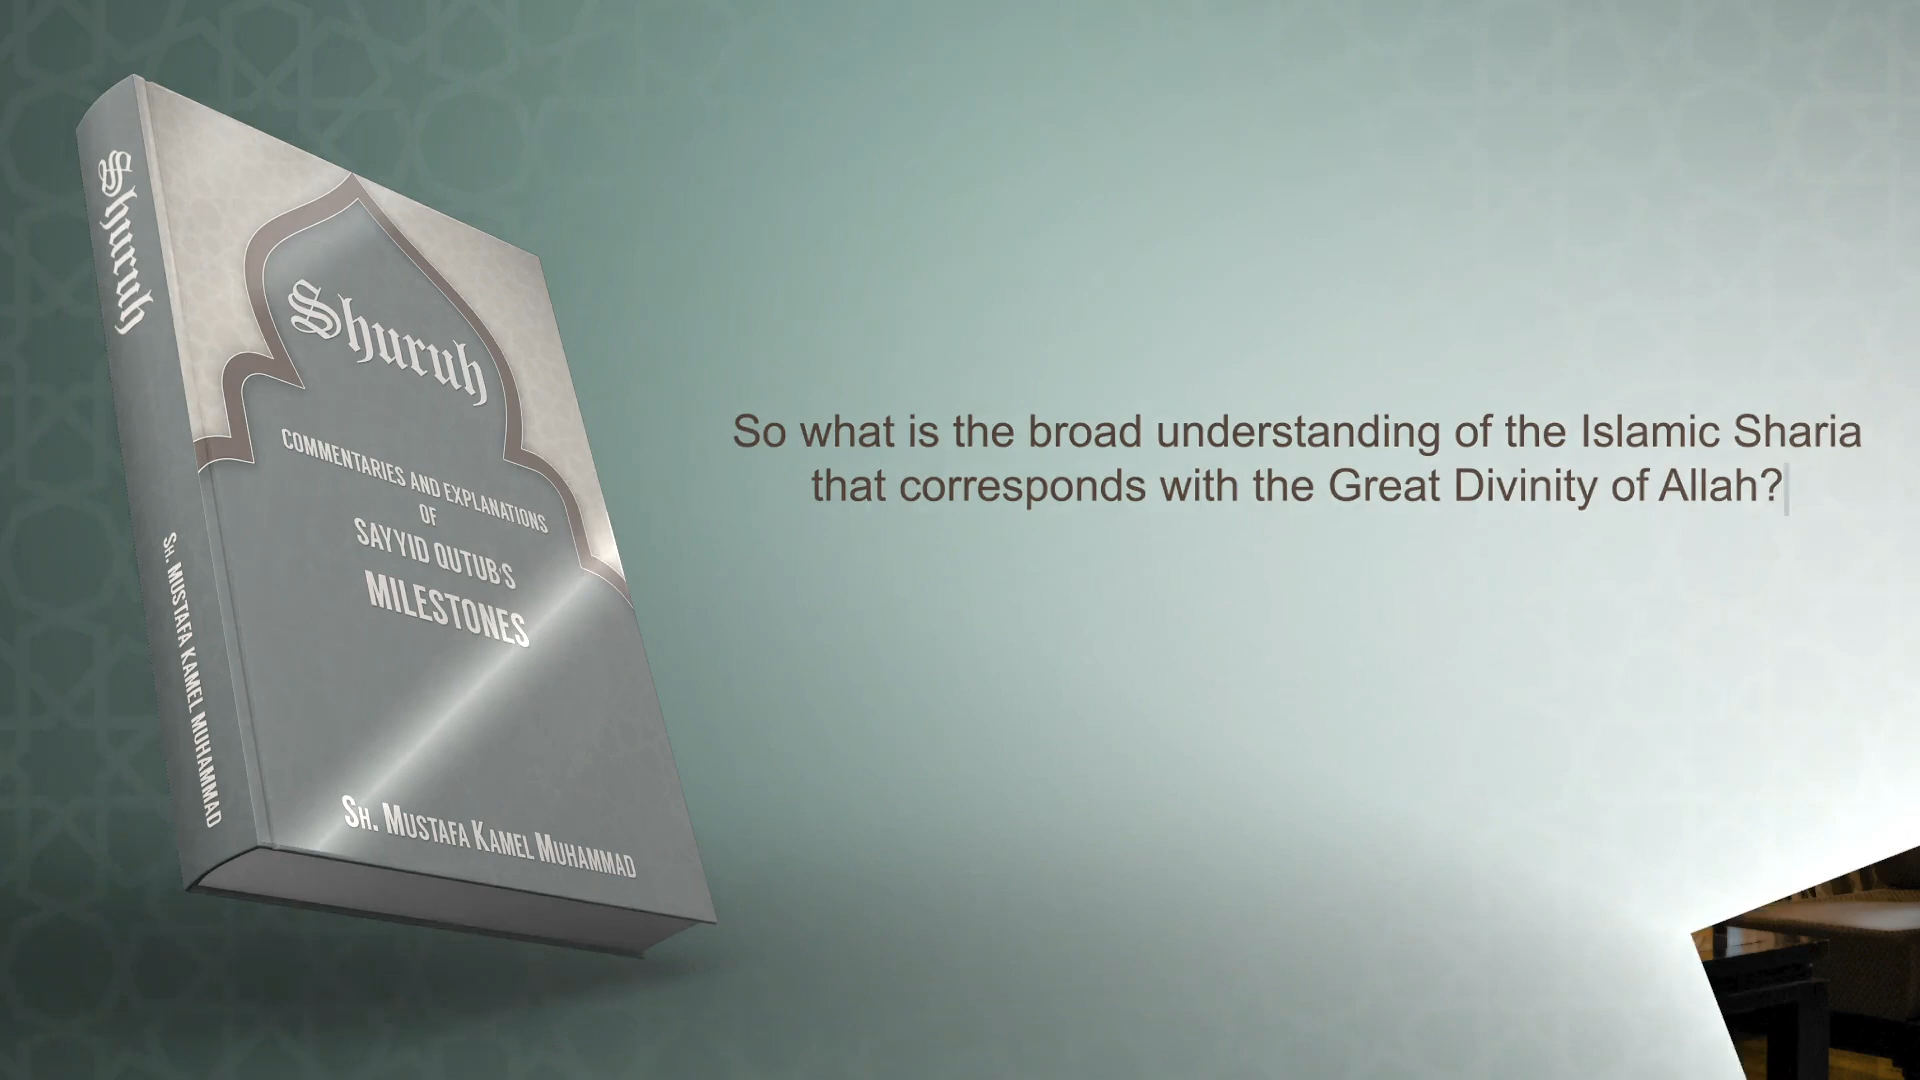 Shuruh
Sh. Mustafa Kamel Muhammad
Shuruh
COMMENTARIES AND EXPLANATIONS
OF
SAYYID QUTUB'S
MILESTONES
Sh. Mustafa Kamel Muhammad
So what is the broad understanding of the Islamic Sharia
that corresponds with the Great Divinity of Allah?